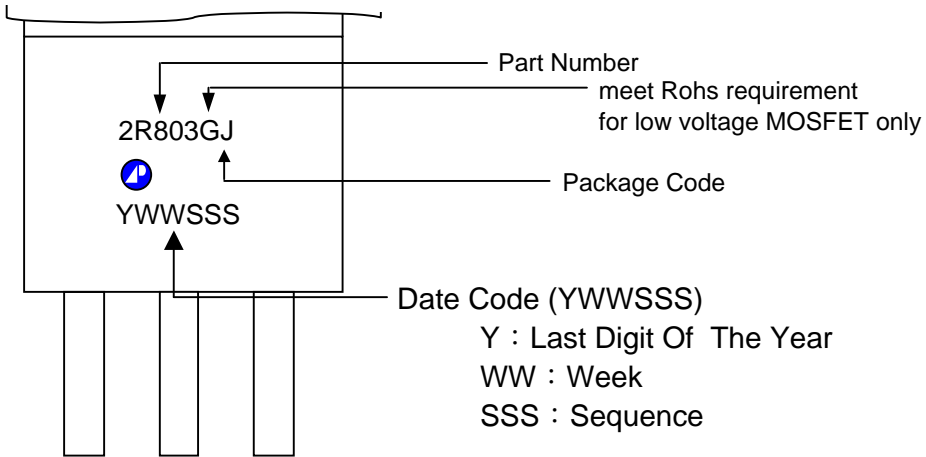 Part Number
meet Rohs requirement
for low voltage MOSFET only
2R803GJ
Package Code
YWWSSS
Date Code (YWWSSS)
Y：Last Digit Of The Year
WW：Week
SSS：Sequence